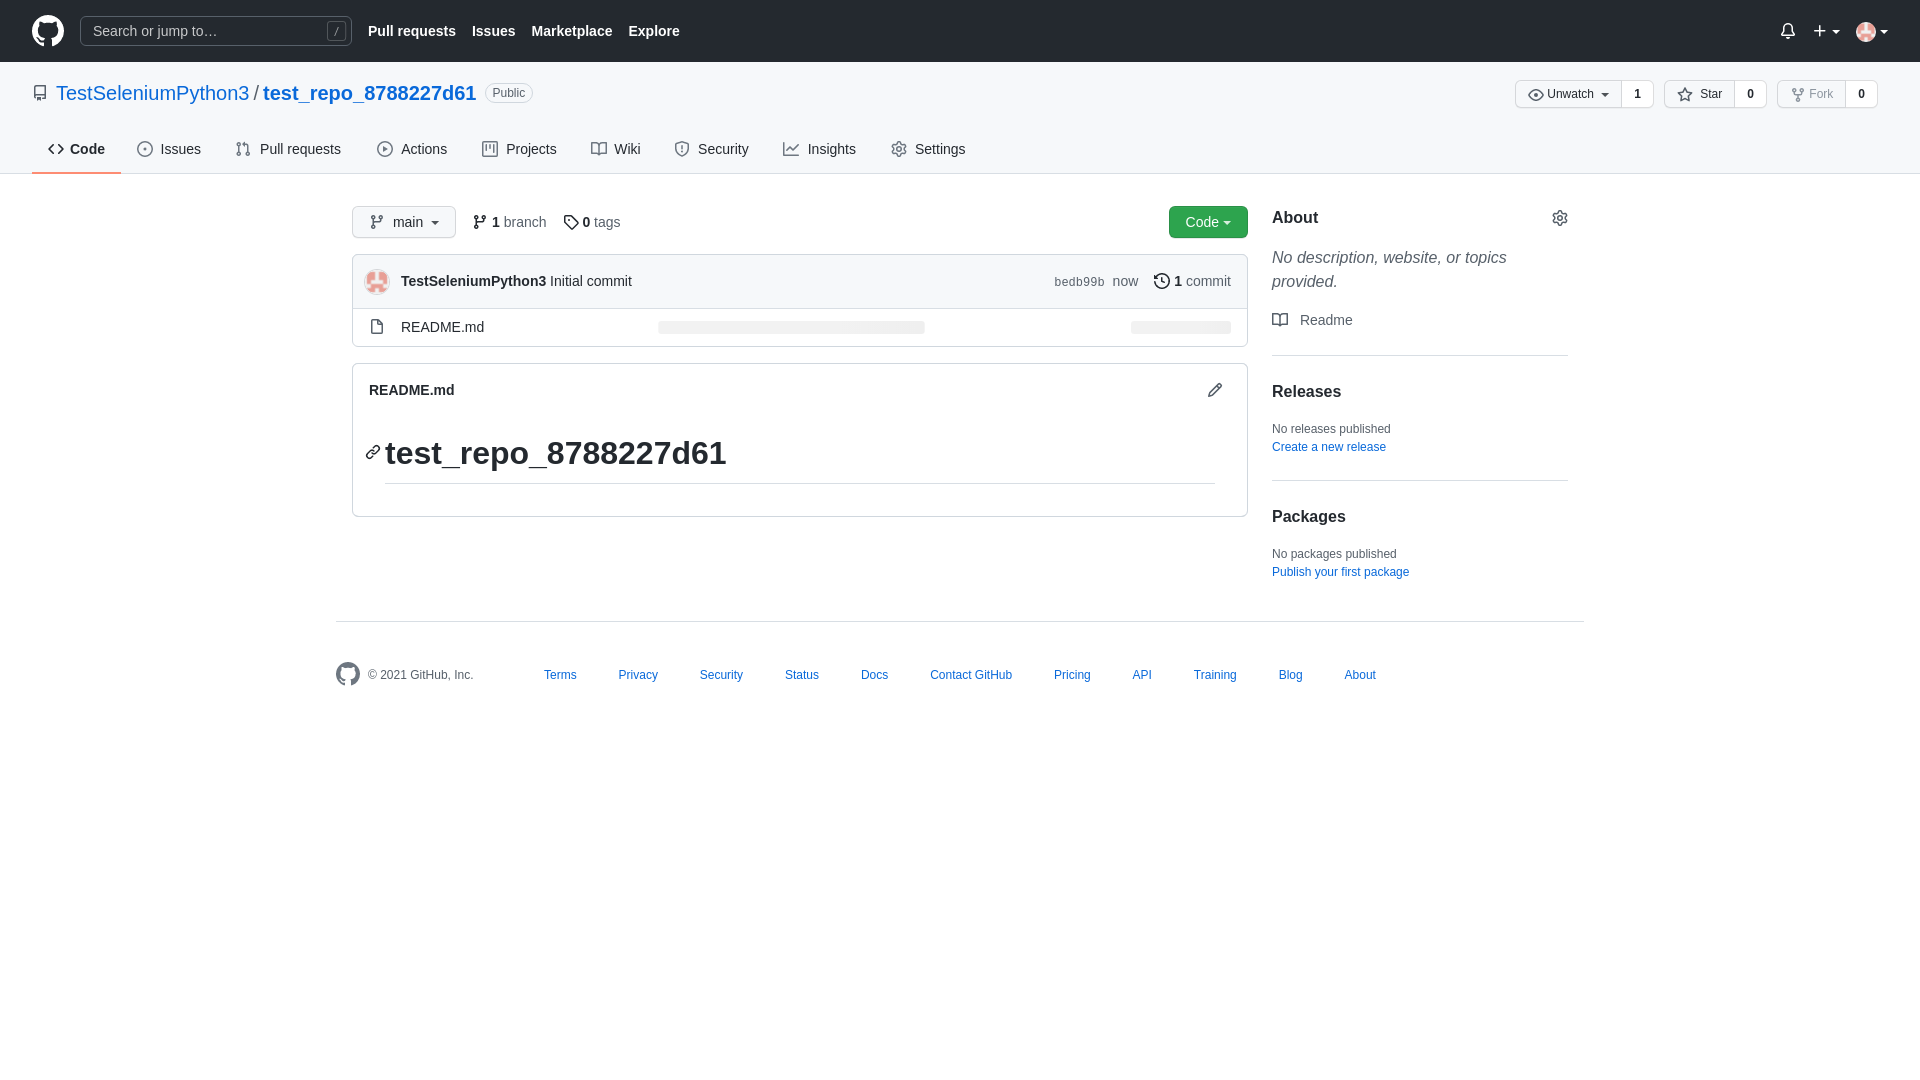 Search or jump to…
/
Pull requests
Issues
Marketplace
Explore
TestSeleniumPython3 / test_repo_8788227d61
Public
Unwatch
1
Star
0
Fork
0
Code
Issues
Pull requests
Actions
Projects
Wiki
Security
Insights
Settings
main
1 branch
0 tags
Code
TestSeleniumPython3 Initial commit
bedb99b now
1 commit
README.md
README.md
test_repo_8788227d61
About
No description, website, or topics
provided.
Readme
Releases
No releases published
Create a new release
Packages
No packages published
Publish your first package
© 2021 GitHub, Inc.
Terms
Privacy
Security
Status
Docs
Contact GitHub
Pricing
API
Training
Blog
About